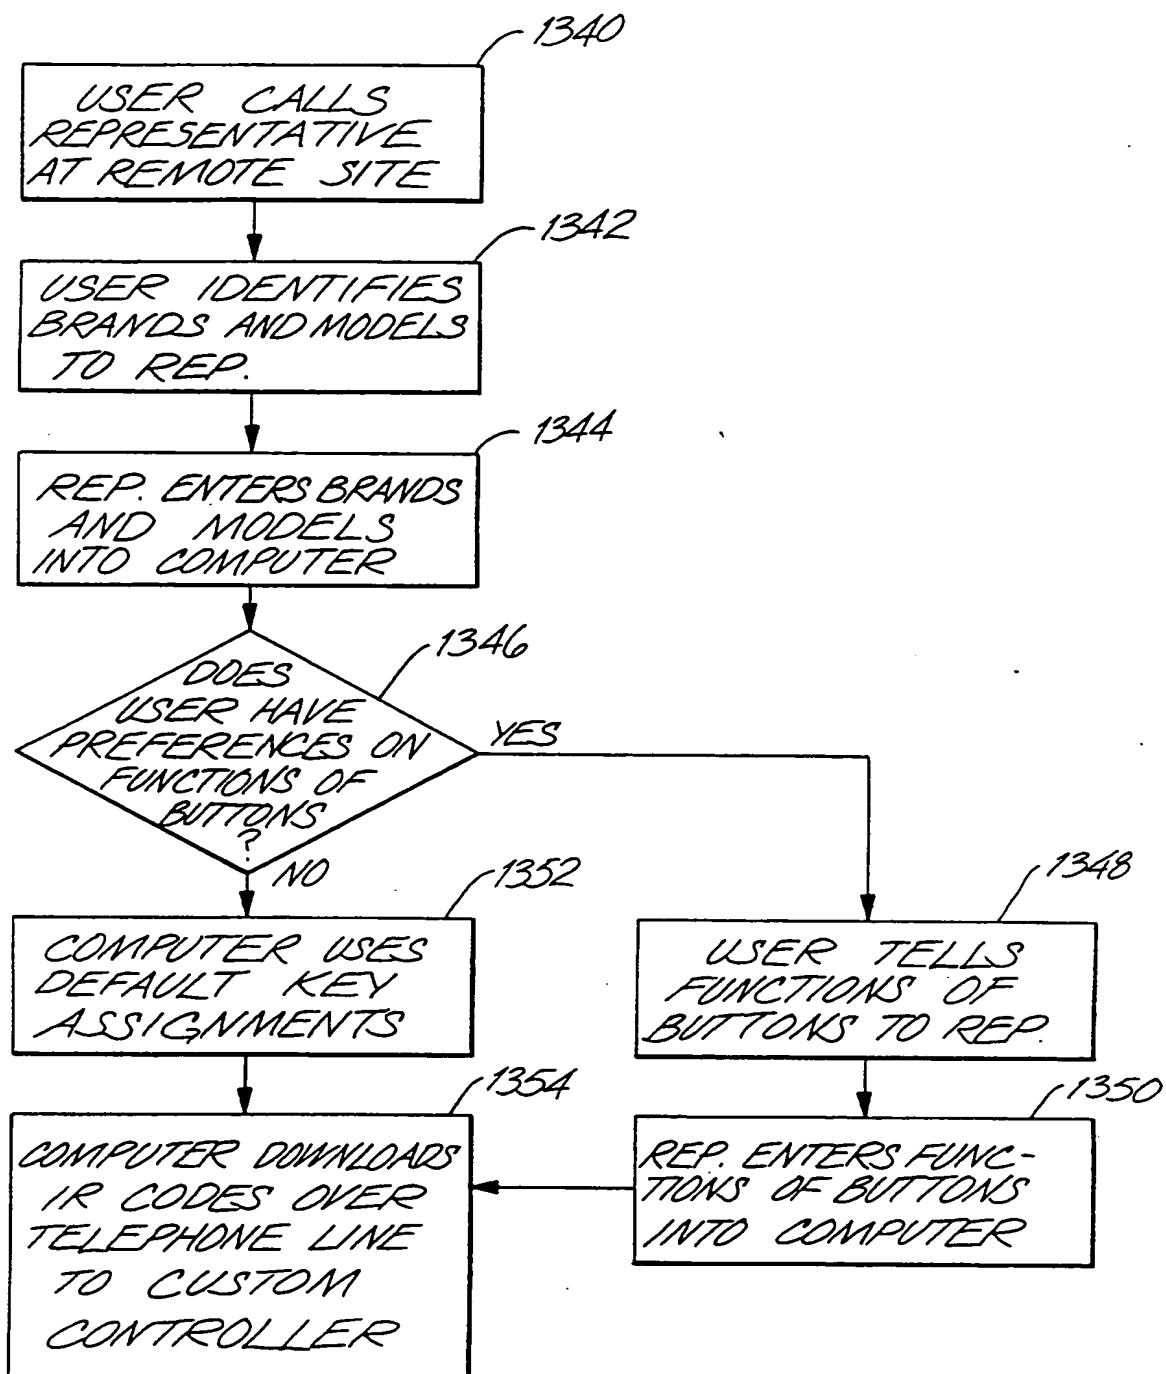 1340
USER CALLS
REPRESENTATIVE
AT REMOTE SITE
1342
USER IDENTIFIES
BRANDS AND MODELS
TO REP.
1344
REP. ENTERS BRANDS
AND MODELS
INTO COMPUTER
1346
DOES
USER HAVE
PREFERENCES ON
FUNCTIONS OF
BUTTONS
?
YES
NO
1352
COMPUTER USES
DEFAULT KEY
ASSIGNMENTS
1348
USER TELLS
FUNCTIONS OF
BUTTONS TO REP.
1350
REP. ENTERS FUNC-
TIONS OF BUTTONS
INTO COMPUTER
1354
COMPUTER DOWNLOADS
IR CODES OVER
TELEPHONE LINE
TO CUSTOM
CONTROLLER